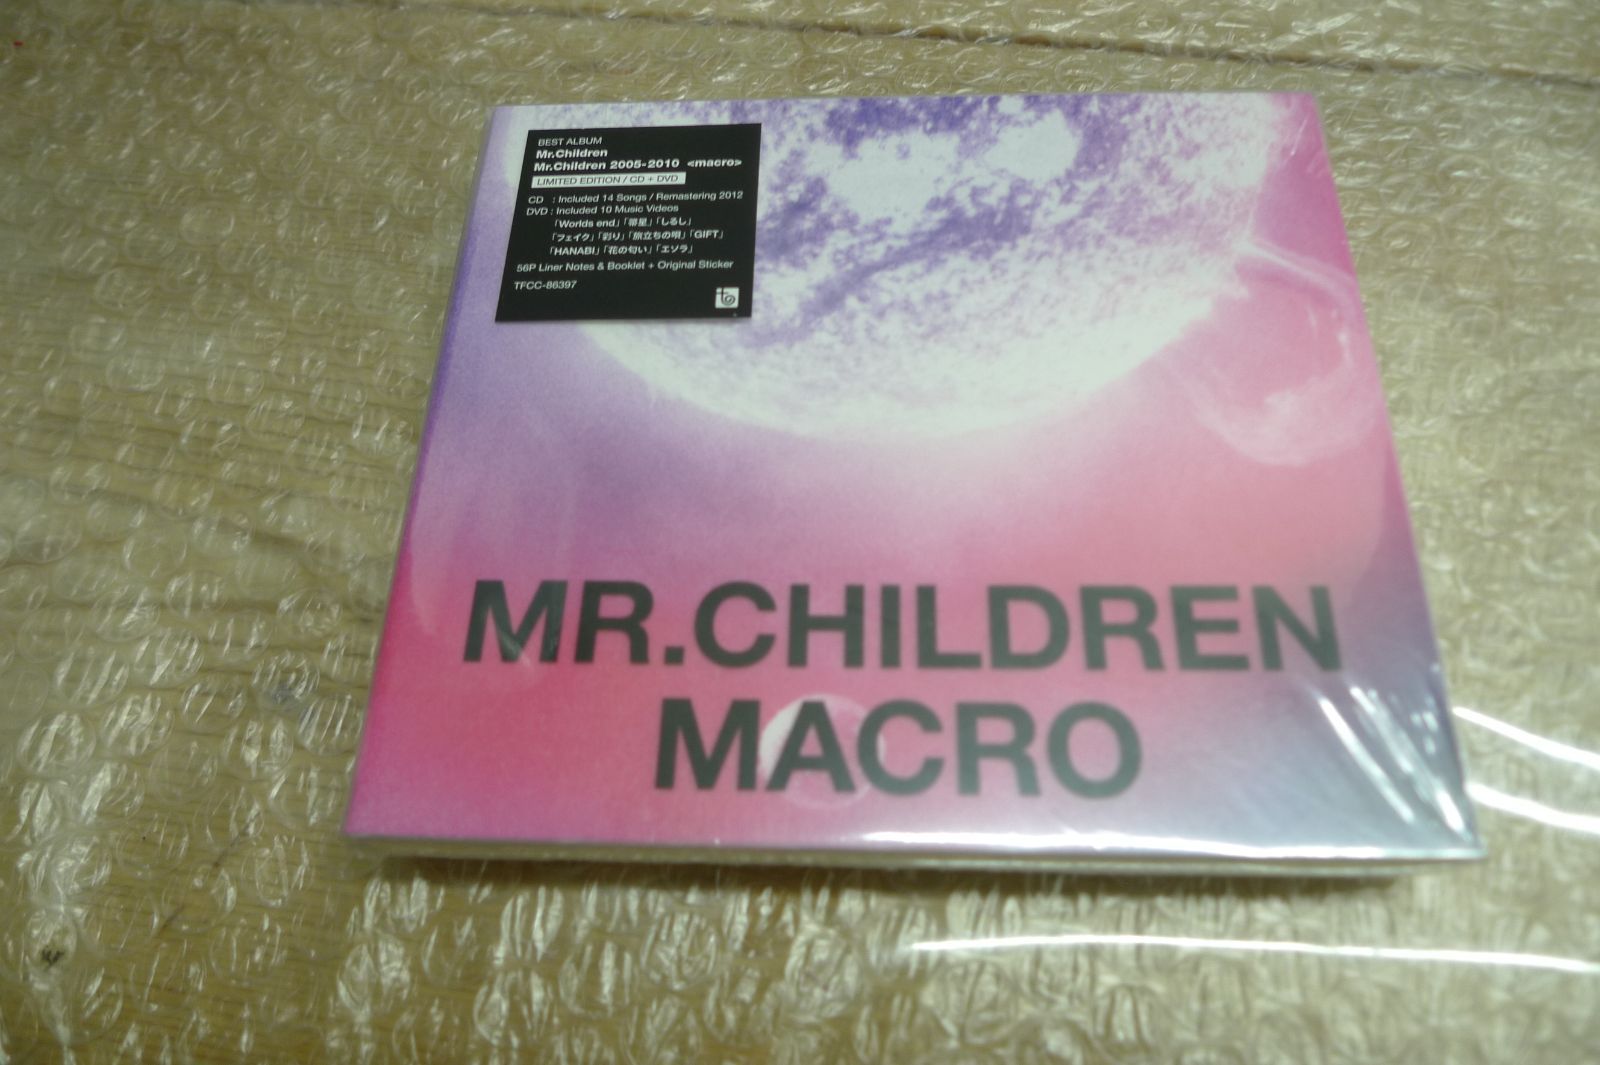 BEST ALBUM
Mr.Children
Mr.Children 2005-2010 <macro>
LIMITED EDITION / CD + DVD
CD : Included 14 Songs / Remastering 2012
DVD : Included 10 Music Videos
「Worlds end」「箒星」「しるし」
「フェイク」「彩り」「旅立ちの唄」「GIFT」
「HANABI」「花の匂い」「エソラ」
56P Liner Notes & Booklet + Original Sticker
TFCC-86397
MR.CHILDREN
MACRO